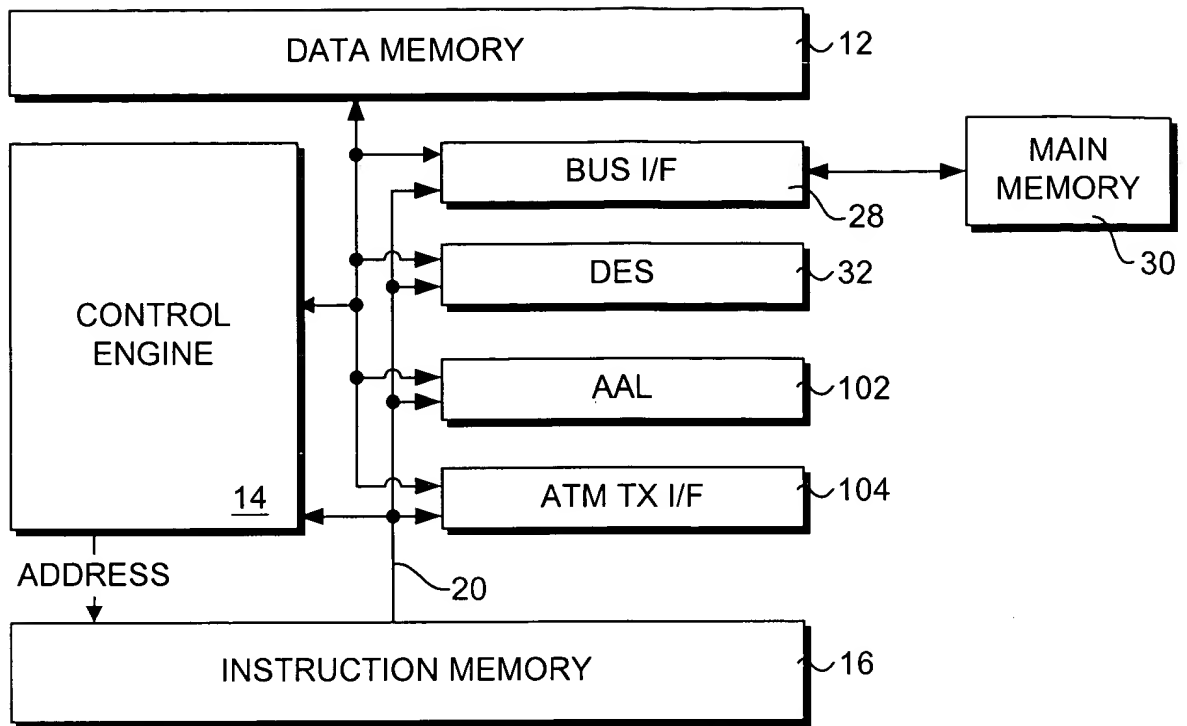 DATA MEMORY
12
BUS I/F
28
MAIN
MEMORY
30
DES
32
CONTROL
ENGINE
14
AAL
102
ATM TX I/F
104
ADDRESS
20
INSTRUCTION MEMORY
16